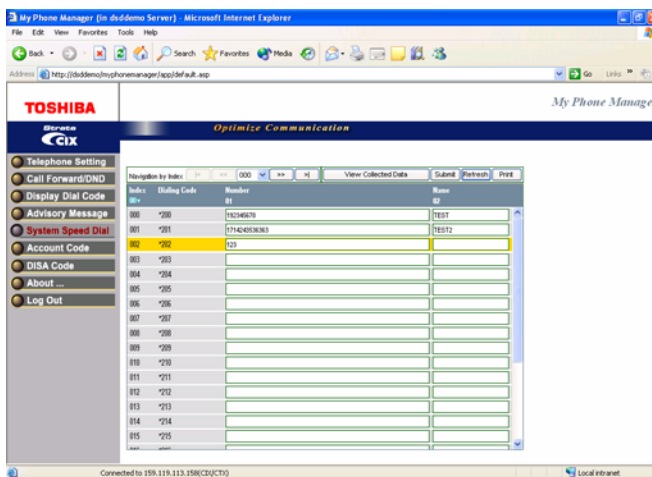 My Phone Manager (in dsddemo Server) - Microsoft Internet Explorer
File Edit View Favorites Tools Help
Back Search Favorites Media
Address http://dsddemo/myphonemanager/app/default.asp Go Links »
TOSHIBA
My Phone Manage
Strata
CIX
Optimize Communication
Telephone Setting
Call Forward/DND
Display Dial Code
Advisory Message
System Speed Dial
Account Code
DISA Code
About ...
Log Out
Navigation by Index |< << 000 >> >| View Collected Data Submit Refresh Print
Index Dialing Code Number Name
00 01 02
000 *200 192345678 TEST
001 *201 1714243536363 TEST2
002 *202 123
003 *203
004 *204
005 *205
006 *206
007 *207
008 *208
009 *209
010 *210
011 *211
012 *212
013 *213
014 *214
015 *215
Connected to 159.119.113.158(CIX/CTX) Local intranet